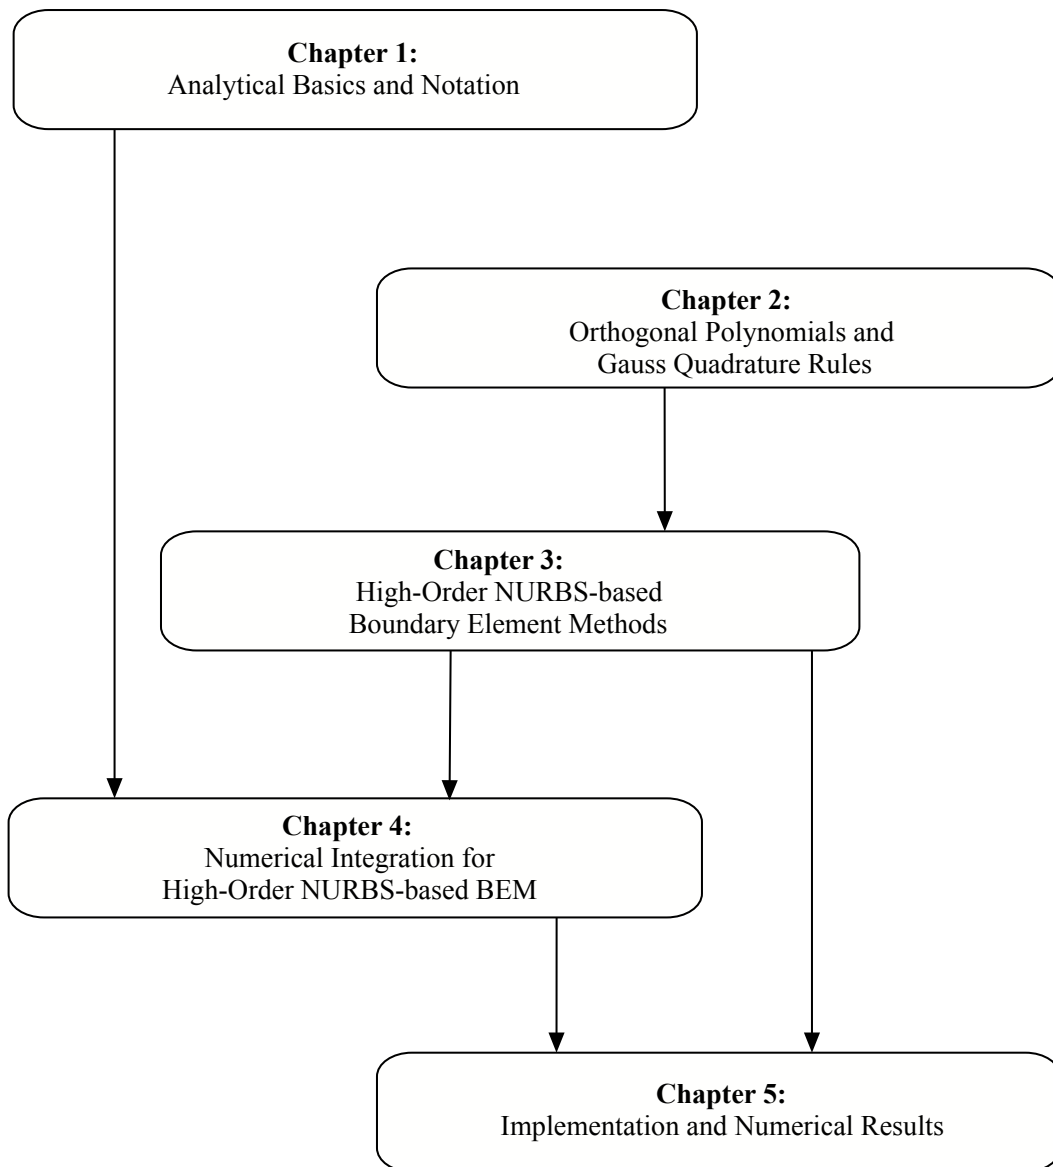 Chapter 1:
Analytical Basics and Notation
Chapter 2:
Orthogonal Polynomials and
Gauss Quadrature Rules
Chapter 3:
High-Order NURBS-based
Boundary Element Methods
Chapter 4:
Numerical Integration for
High-Order NURBS-based BEM
Chapter 5:
Implementation and Numerical Results